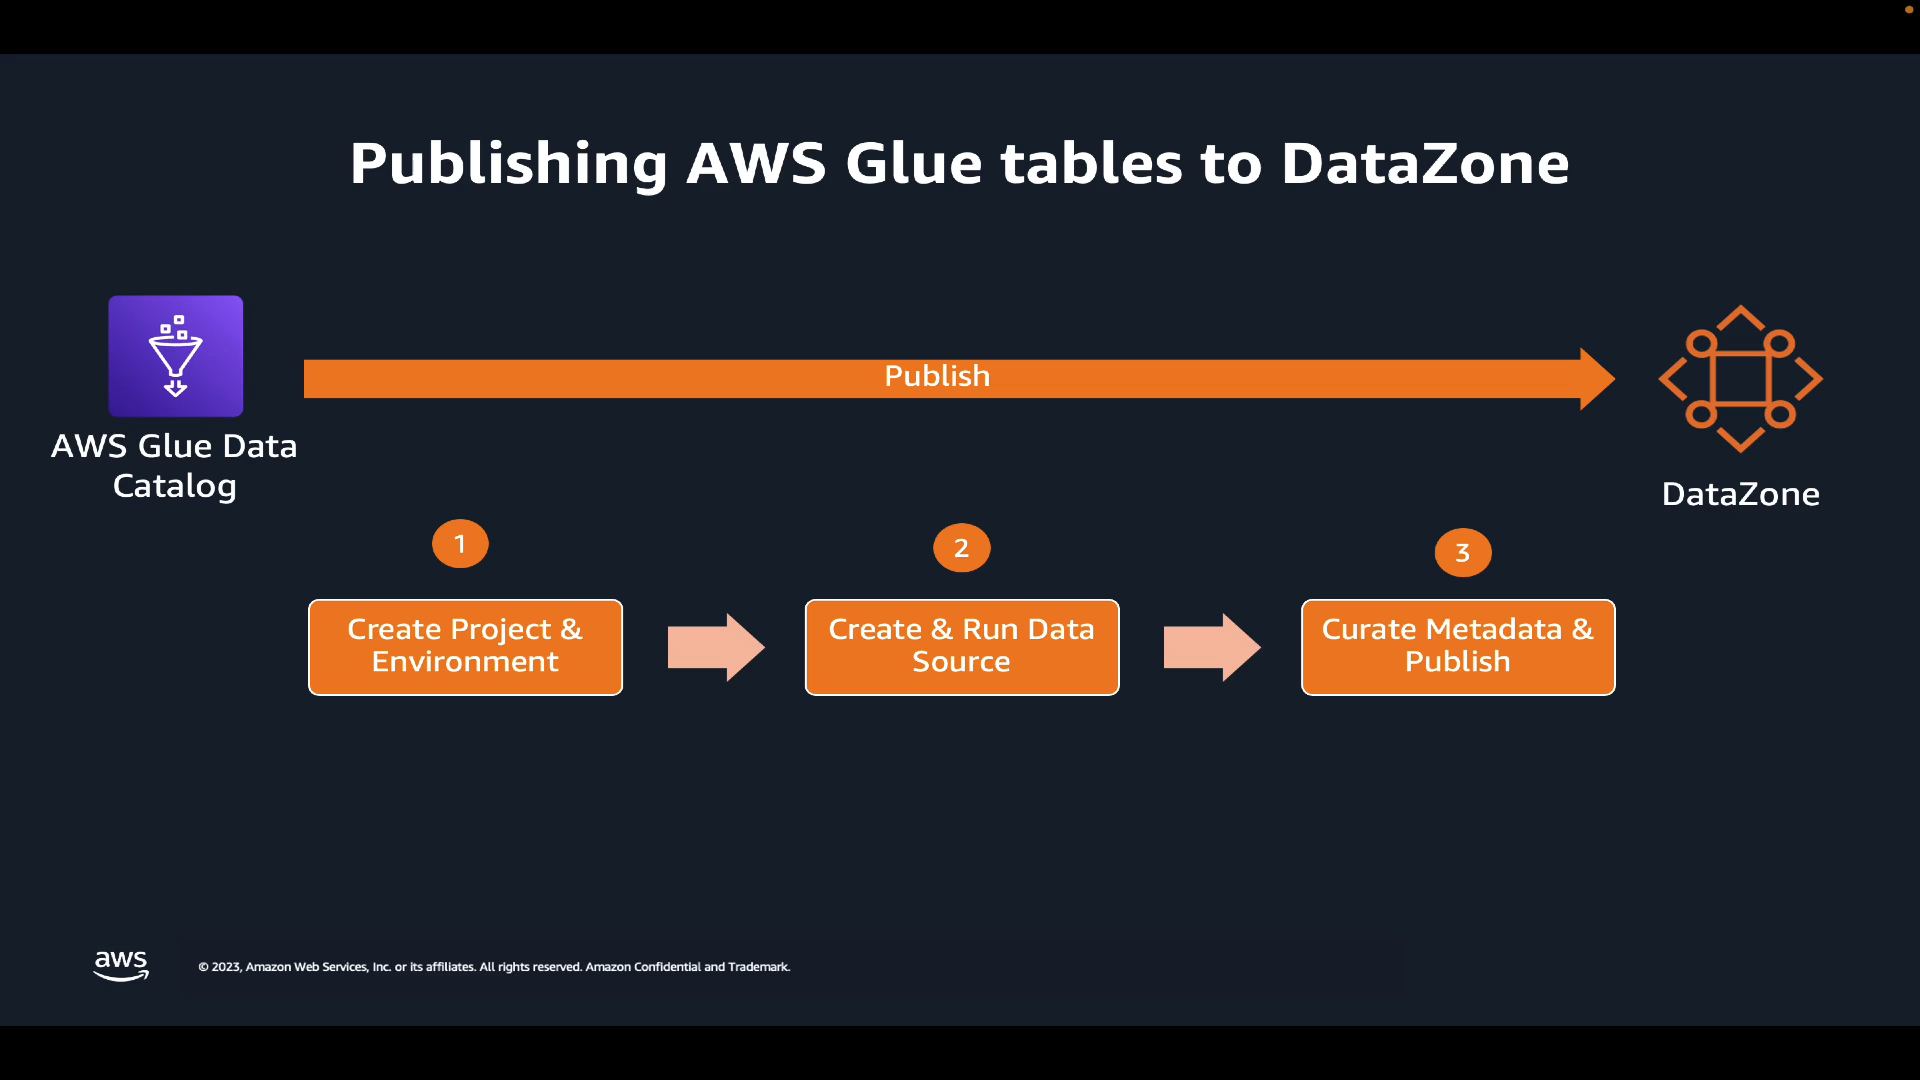 Publishing AWS Glue tables to DataZone
Publish
AWS Glue Data
Catalog
DataZone
1
2
3
Create Project &
Environment
Create & Run Data
Source
Curate Metadata &
Publish
aws
© 2023, Amazon Web Services, Inc. or its affiliates. All rights reserved. Amazon Confidential and Trademark.